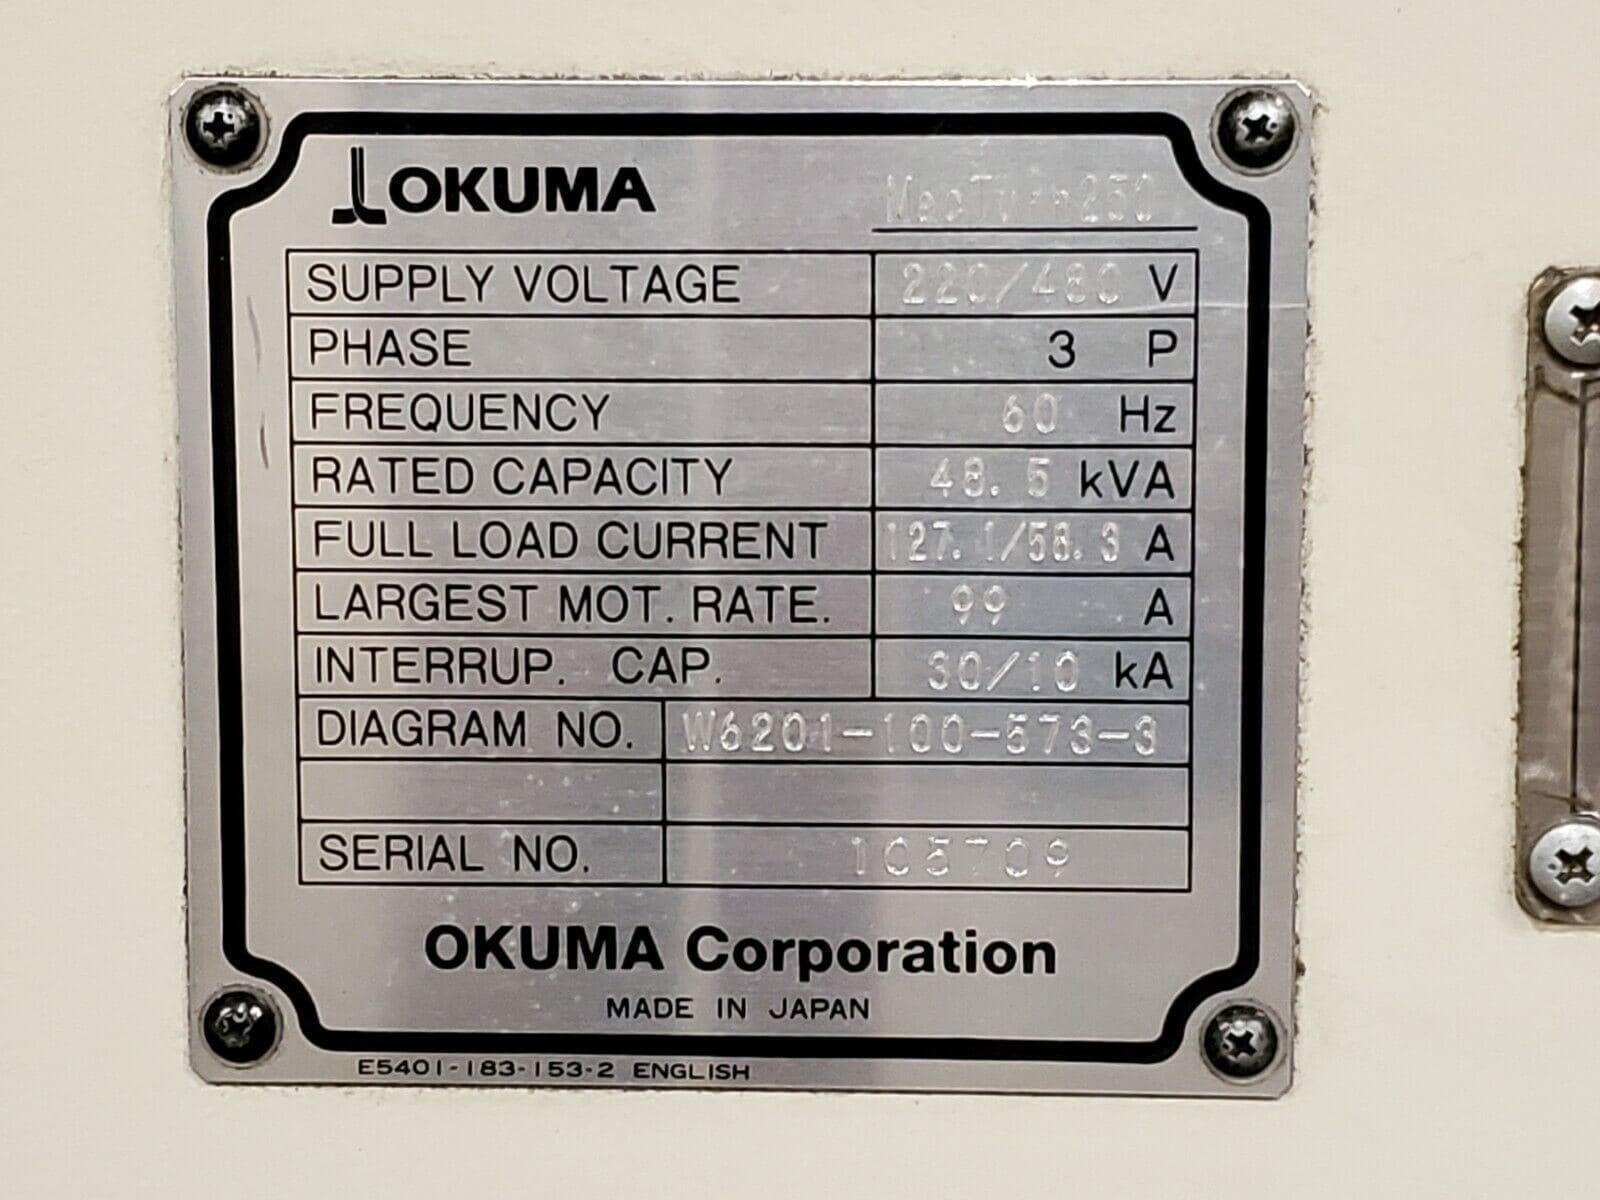 OKUMA MacTurn250
SUPPLY VOLTAGE 220/480 V
PHASE 3 P
FREQUENCY 60 Hz
RATED CAPACITY 48.5 kVA
FULL LOAD CURRENT 127.1/58.3 A
LARGEST MOT. RATE. 99 A
INTERRUP. CAP. 30/10 kA
DIAGRAM NO. W6201-100-573-3
SERIAL NO. 105709
OKUMA Corporation
MADE IN JAPAN
E5401-183-153-2 ENGLISH